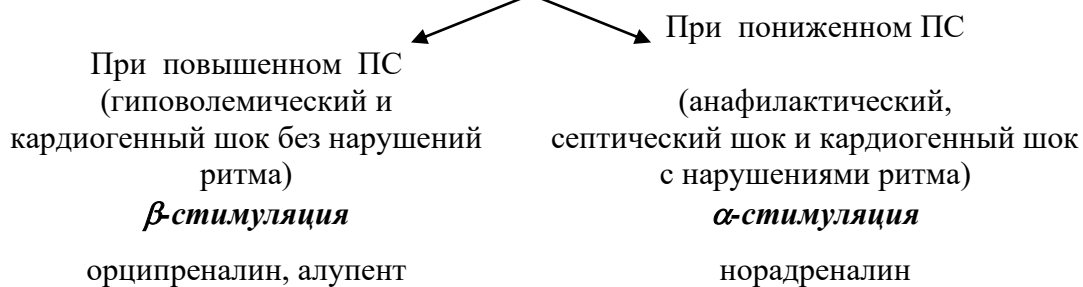 При повышенном ПС
(гиповолемический и
кардиогенный шок без нарушений
ритма)
β-стимуляция
орципреналин, алупент
При пониженном ПС
(анафилактический,
септический шок и кардиогенный шок
с нарушениями ритма)
α-стимуляция
норадреналин